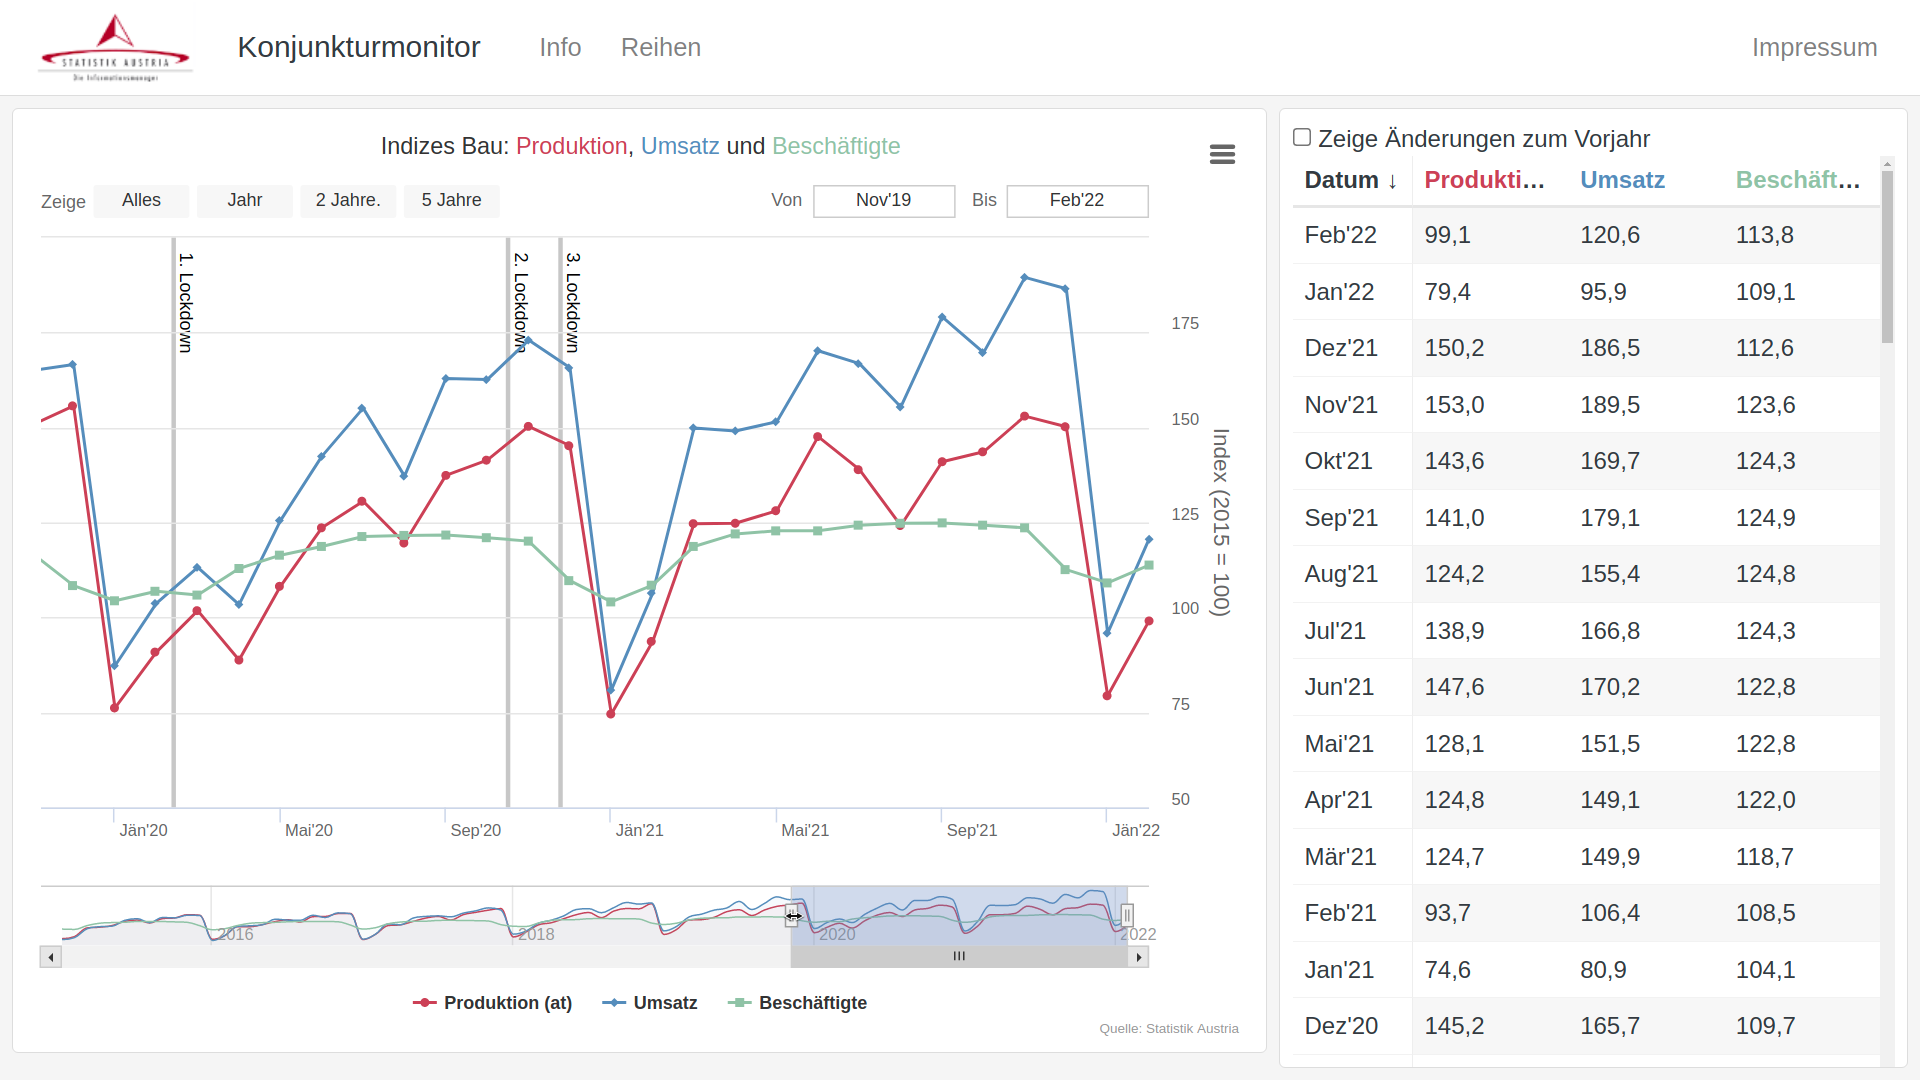 STATISTIK AUSTRIA
Die Informationsmanager
Konjunkturmonitor
Info
Reihen
Impressum
Indizes Bau: Produktion, Umsatz und Beschäftigte
Zeige
Alles
Jahr
2 Jahre.
5 Jahre
Von
Nov'19
Bis
Feb'22
1. Lockdown
2. Lockdown
3. Lockdown
175
150
125
100
75
50
Index (2015 = 100)
Jän'20
Mai'20
Sep'20
Jän'21
Mai'21
Sep'21
Jän'22
2016
2018
2020
2022
Produktion (at)
Umsatz
Beschäftigte
Quelle: Statistik Austria
Zeige Änderungen zum Vorjahr
Datum ↓ Produkti... Umsatz Beschäft...
Feb'22 99,1 120,6 113,8
Jan'22 79,4 95,9 109,1
Dez'21 150,2 186,5 112,6
Nov'21 153,0 189,5 123,6
Okt'21 143,6 169,7 124,3
Sep'21 141,0 179,1 124,9
Aug'21 124,2 155,4 124,8
Jul'21 138,9 166,8 124,3
Jun'21 147,6 170,2 122,8
Mai'21 128,1 151,5 122,8
Apr'21 124,8 149,1 122,0
Mär'21 124,7 149,9 118,7
Feb'21 93,7 106,4 108,5
Jan'21 74,6 80,9 104,1
Dez'20 145,2 165,7 109,7